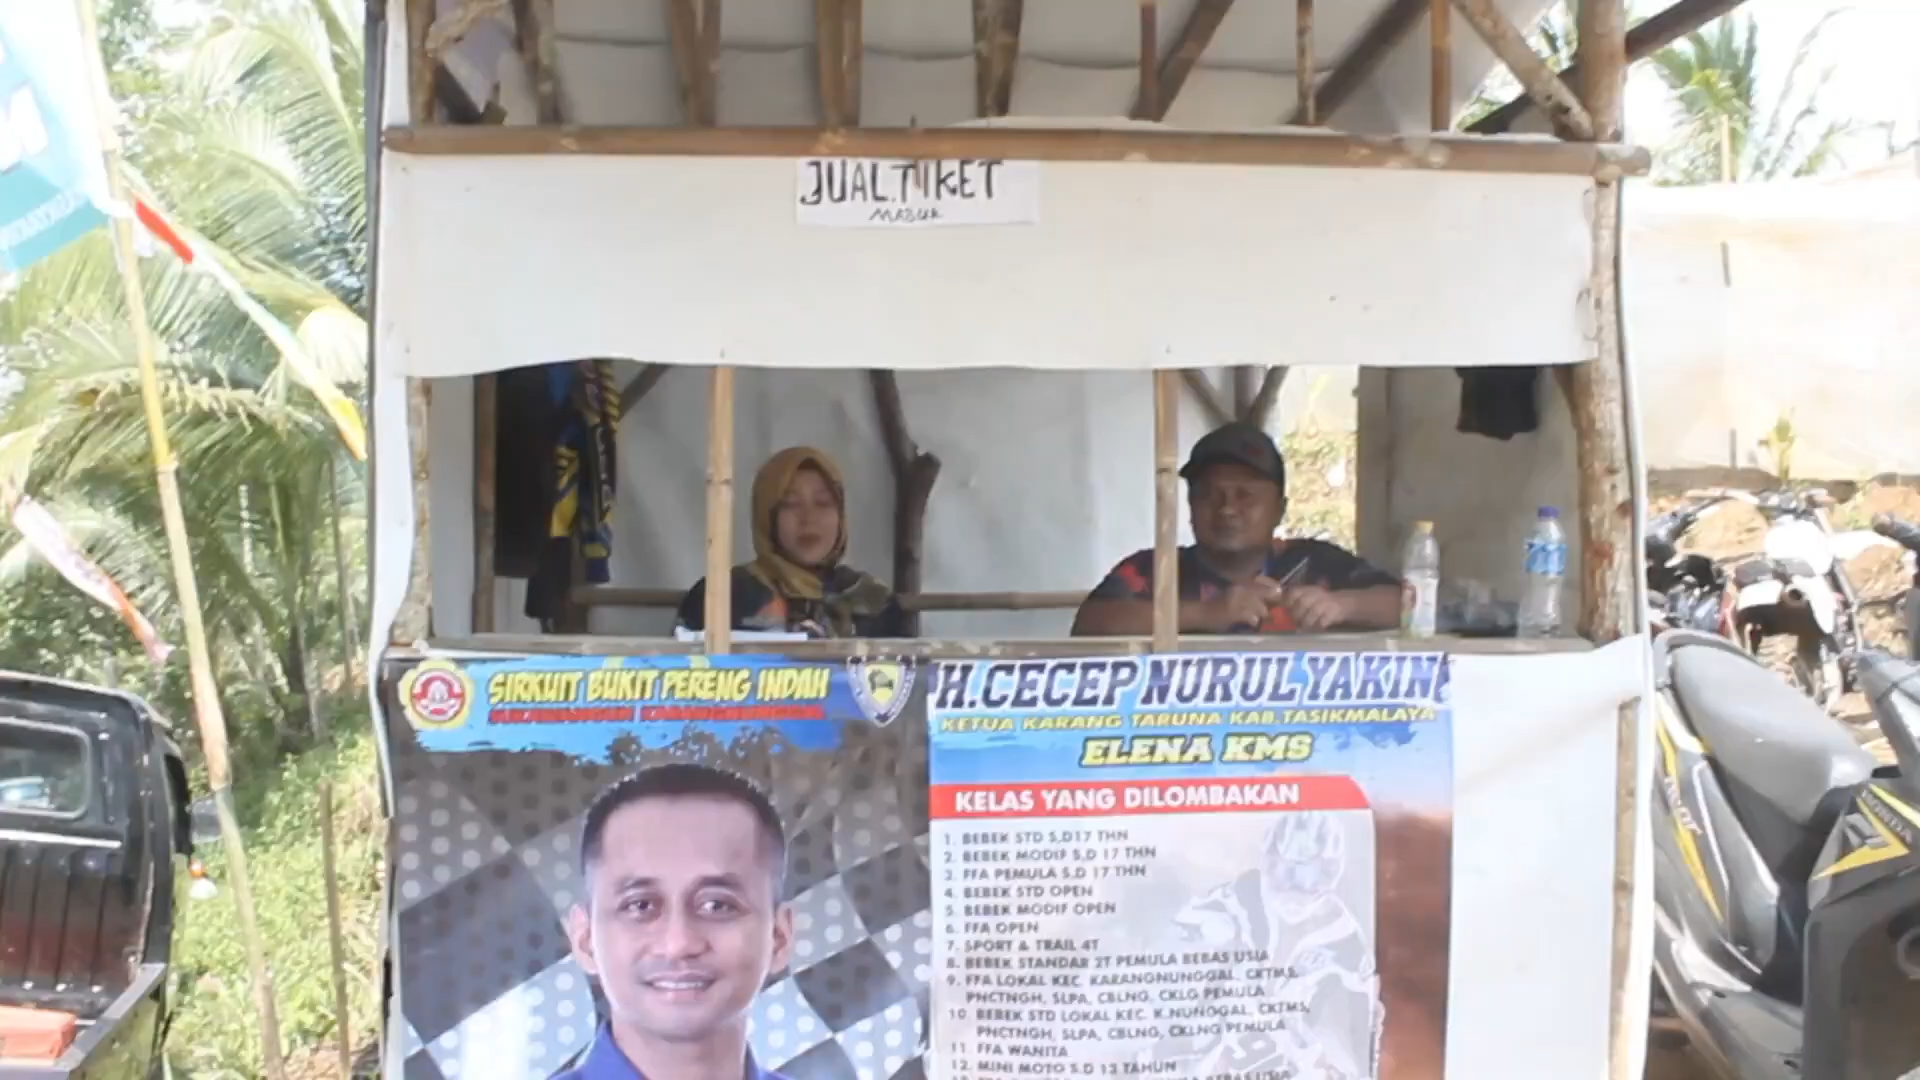 JUAL.TIKET
MABUA
SIRKUIT BUKIT PERENG INDAH
H.CECEP NURUL YAKIN
KETUA KARANG TARUNA KAB.TASIKMALAYA
ELENA KMS
KELAS YANG DILOMBAKAN
1. BEBEK STD S.D17 THN
2. BEBEK MODIF S.D 17 THN
3. FFA PEMULA S.D 17 THN
4. BEBEK STD OPEN
5. BEBEK MODIF OPEN
6. FFA OPEN
7. SPORT & TRAIL 4T
8. BEBEK STANDAR 2T PEMULA BEBAS USIA
9. FFA LOKAL KEC. KARANGNUNGGAL, CKTMS,
PNCTNGH, SLPA, CBLNG, CKLG PEMULA
10. BEBEK STD LOKAL KEC. K.NUNGGAL, CKTMS,
PNCTNGH, SLPA, CBLNG, CKLNG PEMULA
11. FFA WANITA
12. MINI MOTO S.D 13 TAHUN
HONDA